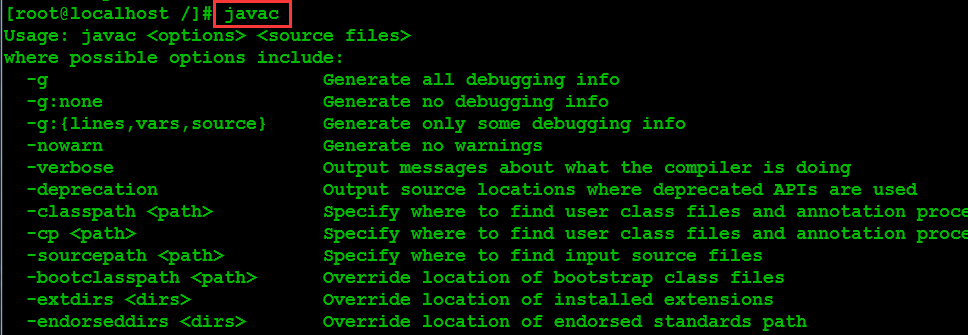 [root@localhost /]# javac
Usage: javac <options> <source files>
where possible options include:
  -g                         Generate all debugging info
  -g:none                    Generate no debugging info
  -g:{lines,vars,source}     Generate only some debugging info
  -nowarn                    Generate no warnings
  -verbose                   Output messages about what the compiler is doing
  -deprecation               Output source locations where deprecated APIs are used
  -classpath <path>          Specify where to find user class files and annotation proce
  -cp <path>                 Specify where to find user class files and annotation proce
  -sourcepath <path>         Specify where to find input source files
  -bootclasspath <path>      Override location of bootstrap class files
  -extdirs <dirs>            Override location of installed extensions
  -endorseddirs <dirs>       Override location of endorsed standards path